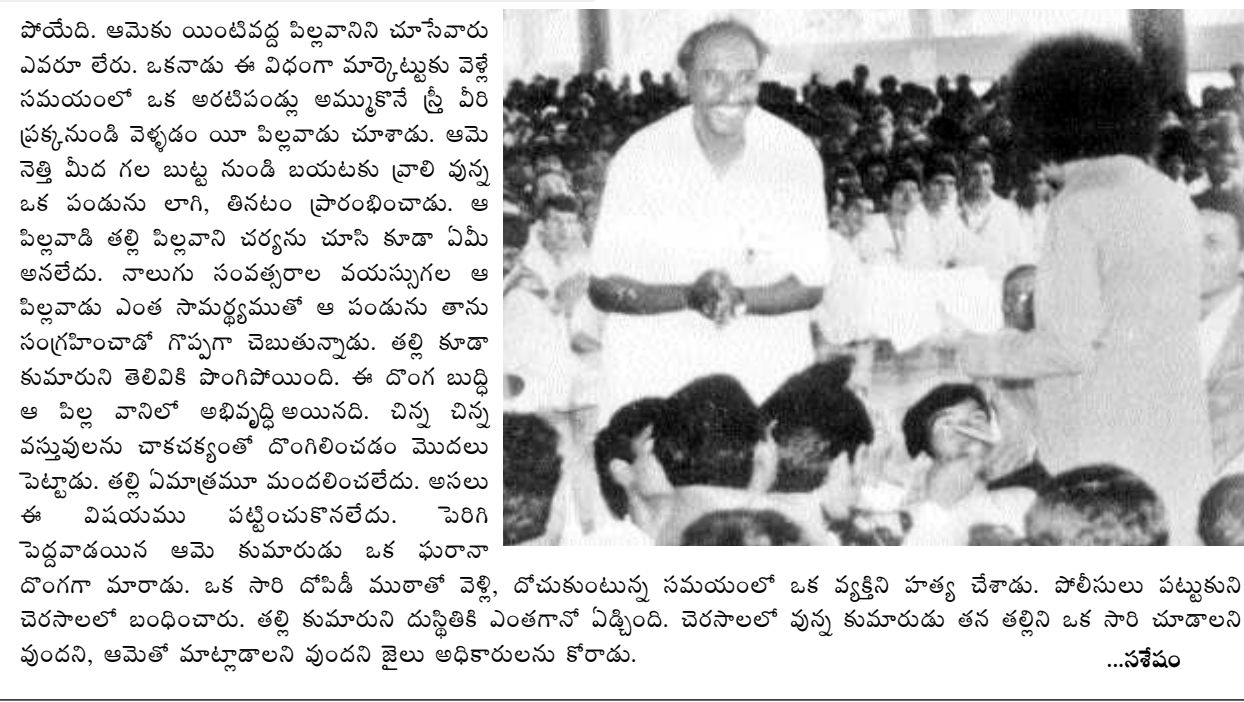 పోయేది. ఆమెకు యింటివద్ద పిల్లవానిని చూసేవారు
ఎవరూ లేరు. ఒకనాడు ఈ విధంగా మార్కెట్టుకు వెళ్లే
సమయంలో ఒక అరటిపండ్లు అమ్ముకొనే స్త్రీ వీరి
ప్రక్కనుండి వెళ్ళడం యీ పిల్లవాడు చూశాడు. ఆమె
నెత్తి మీద గల బుట్ట నుండి బయటకు వ్రాలి వున్న
ఒక పండును లాగి, తినటం ప్రారంభించాడు. ఆ
పిల్లవాడి తల్లి పిల్లవాని చర్యను చూసి కూడా ఏమీ
అనలేదు. నాలుగు సంవత్సరాల వయస్సుగల ఆ
పిల్లవాడు ఎంత సామర్థ్యముతో ఆ పండును తాను
సంగ్రహించాడో గొప్పగా చెబుతున్నాడు. తల్లి కూడా
కుమారుని తెలివికి పొంగిపోయింది. ఈ దొంగ బుద్ధి
ఆ పిల్ల వానిలో అభివృద్ధి అయినది. చిన్న చిన్న
వస్తువులను చాకచక్యంతో దొంగిలించడం మొదలు
పెట్టాడు. తల్లి ఏమాత్రమూ మందలించలేదు. అసలు
ఈ విషయము పట్టించుకొనలేదు. పెరిగి
పెద్దవాడయిన ఆమె కుమారుడు ఒక ఘరానా
దొంగగా మారాడు. ఒక సారి దోపిడీ ముఠాతో వెళ్లి, దోచుకుంటున్న సమయంలో ఒక వ్యక్తిని హత్య చేశాడు. పోలీసులు పట్టుకుని
చెరసాలలో బంధించారు. తల్లి కుమారుని దుస్థితికి ఎంతగానో ఏడ్చింది. చెరసాలలో వున్న కుమారుడు తన తల్లిని ఒక సారి చూడాలని
వుందని, ఆమెతో మాట్లాడాలని వుందని జైలు అధికారులను కోరాడు.
...సశేషం